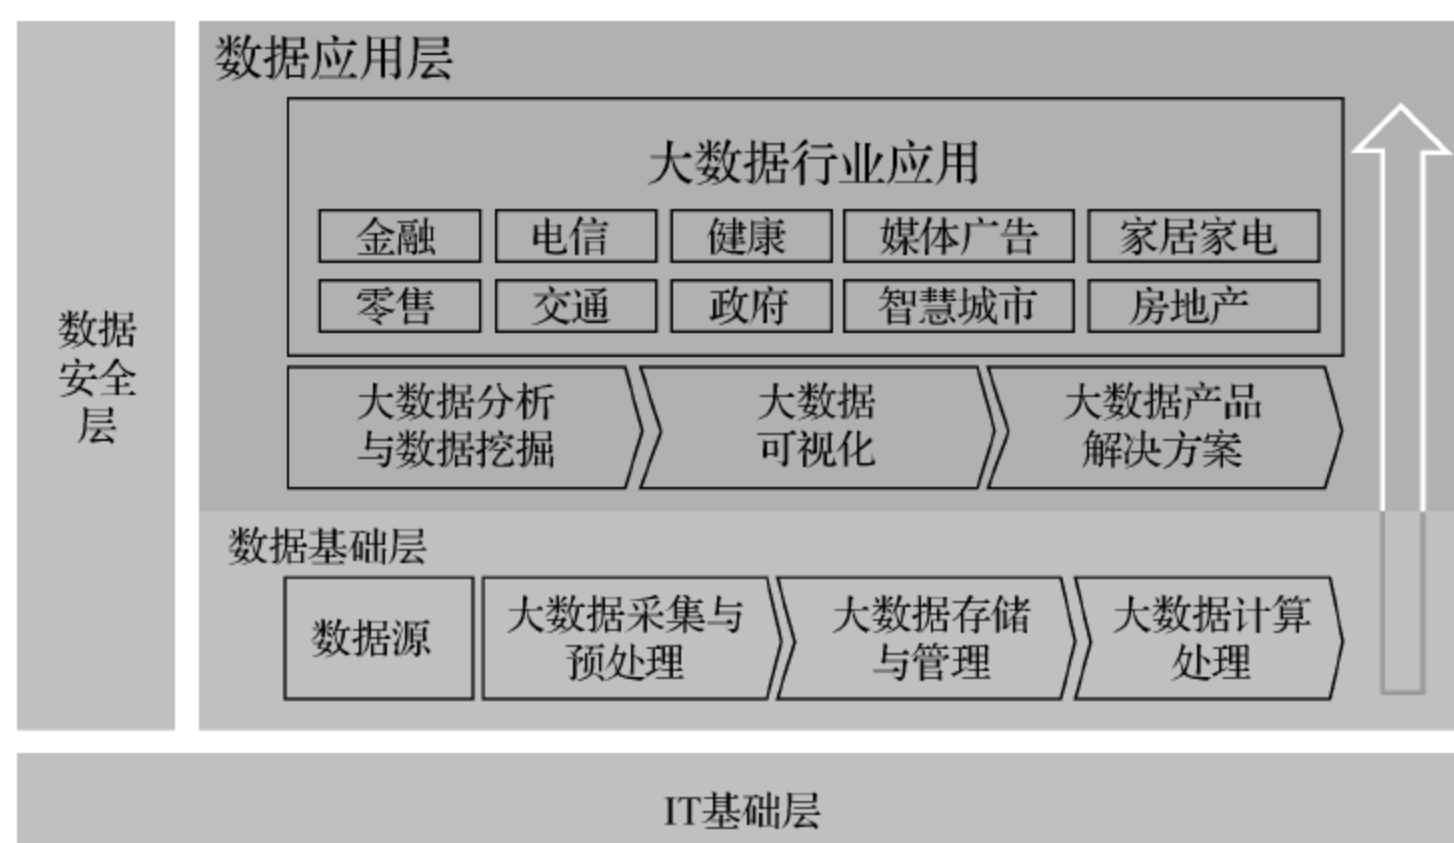 数据
安全
层
数据应用层
大数据行业应用
金融
电信
健康
媒体广告
家居家电
零售
交通
政府
智慧城市
房地产
大数据分析
与数据挖掘
大数据
可视化
大数据产品
解决方案
数据基础层
数据源
大数据采集与
预处理
大数据存储
与管理
大数据计算
处理
IT基础层